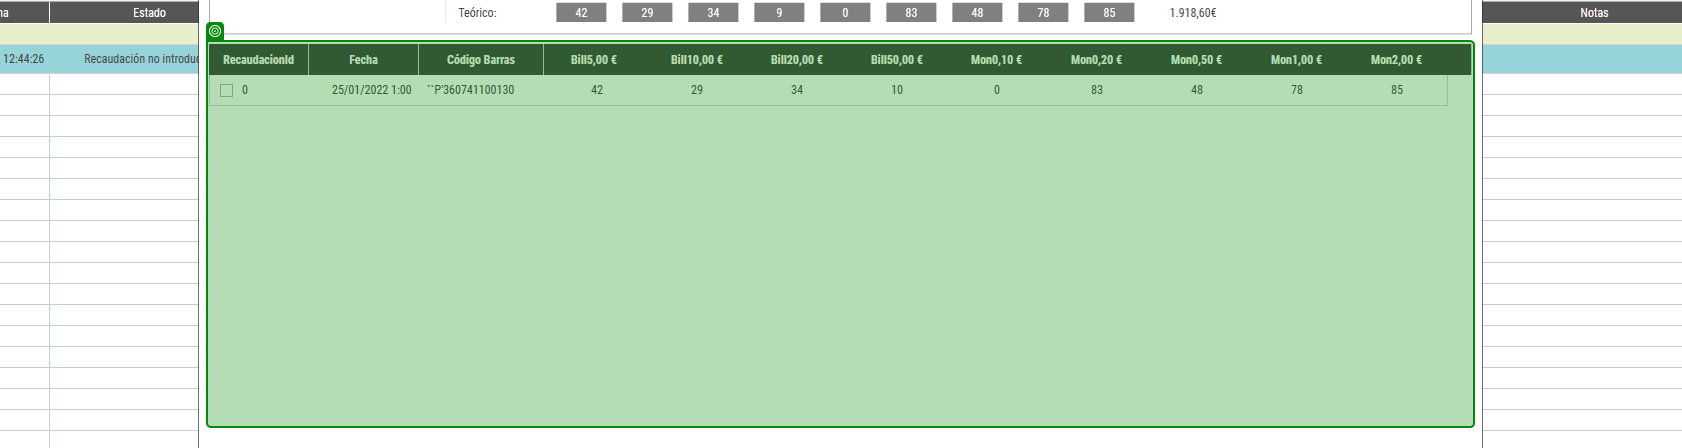 na Estado Teórico: 42 29 34 9 0 83 48 78 85 1.918,60€ Notas
12:44:26 Recaudación no introduc
RecaudacionId Fecha Código Barras Bill5,00 € Bill10,00 € Bill20,00 € Bill50,00 € Mon0,10 € Mon0,20 € Mon0,50 € Mon1,00 € Mon2,00 €
0 25/01/2022 1:00 ``P'360741100130 42 29 34 10 0 83 48 78 85